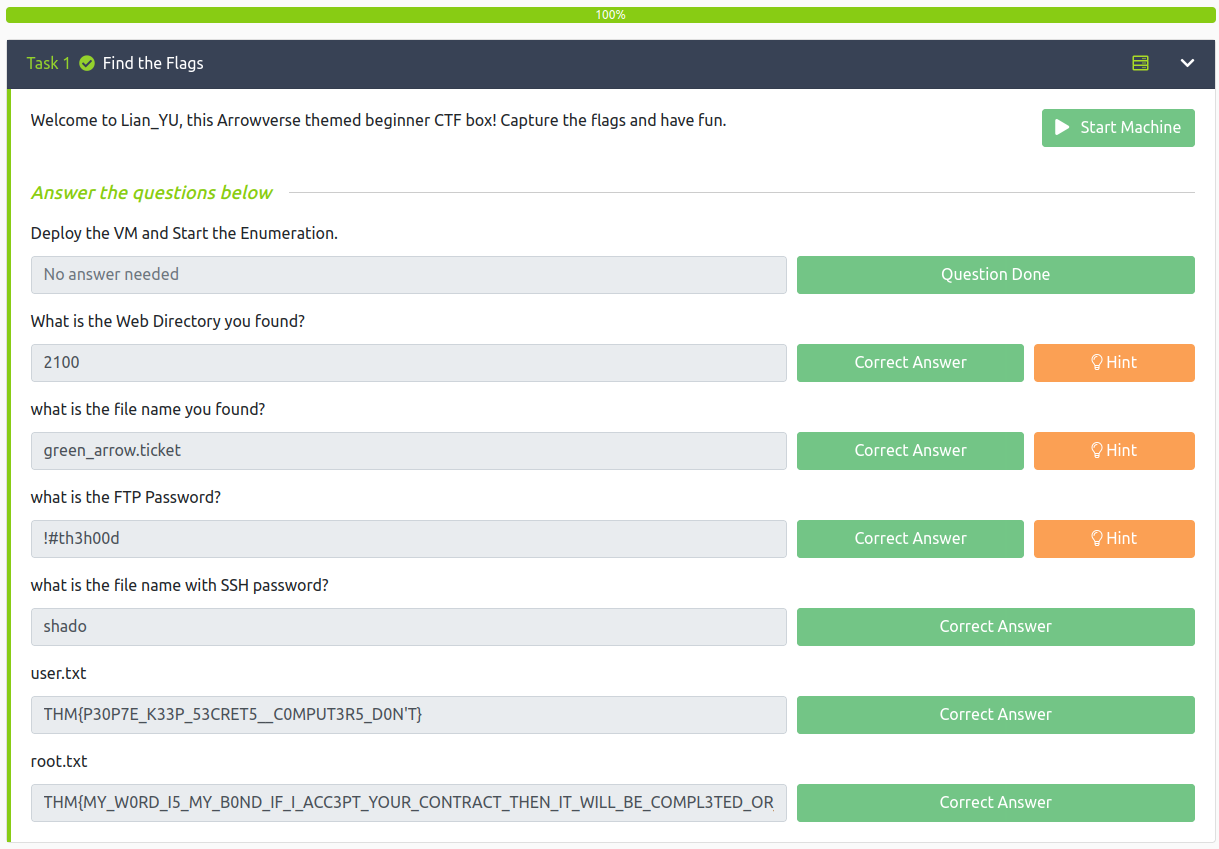 100%
Task 1 Find the Flags
Welcome to Lian_YU, this Arrowverse themed beginner CTF box! Capture the flags and have fun.
Start Machine
Answer the questions below
Deploy the VM and Start the Enumeration.
No answer needed
Question Done
What is the Web Directory you found?
2100
Correct Answer
Hint
what is the file name you found?
green_arrow.ticket
Correct Answer
Hint
what is the FTP Password?
!#th3h00d
Correct Answer
Hint
what is the file name with SSH password?
shado
Correct Answer
user.txt
THM{P30P7E_K33P_53CRET5__C0MPUT3R5_D0N'T}
Correct Answer
root.txt
THM{MY_W0RD_I5_MY_B0ND_IF_I_ACC3PT_YOUR_CONTRACT_THEN_IT_WILL_BE_COMPL3TED_OR
Correct Answer